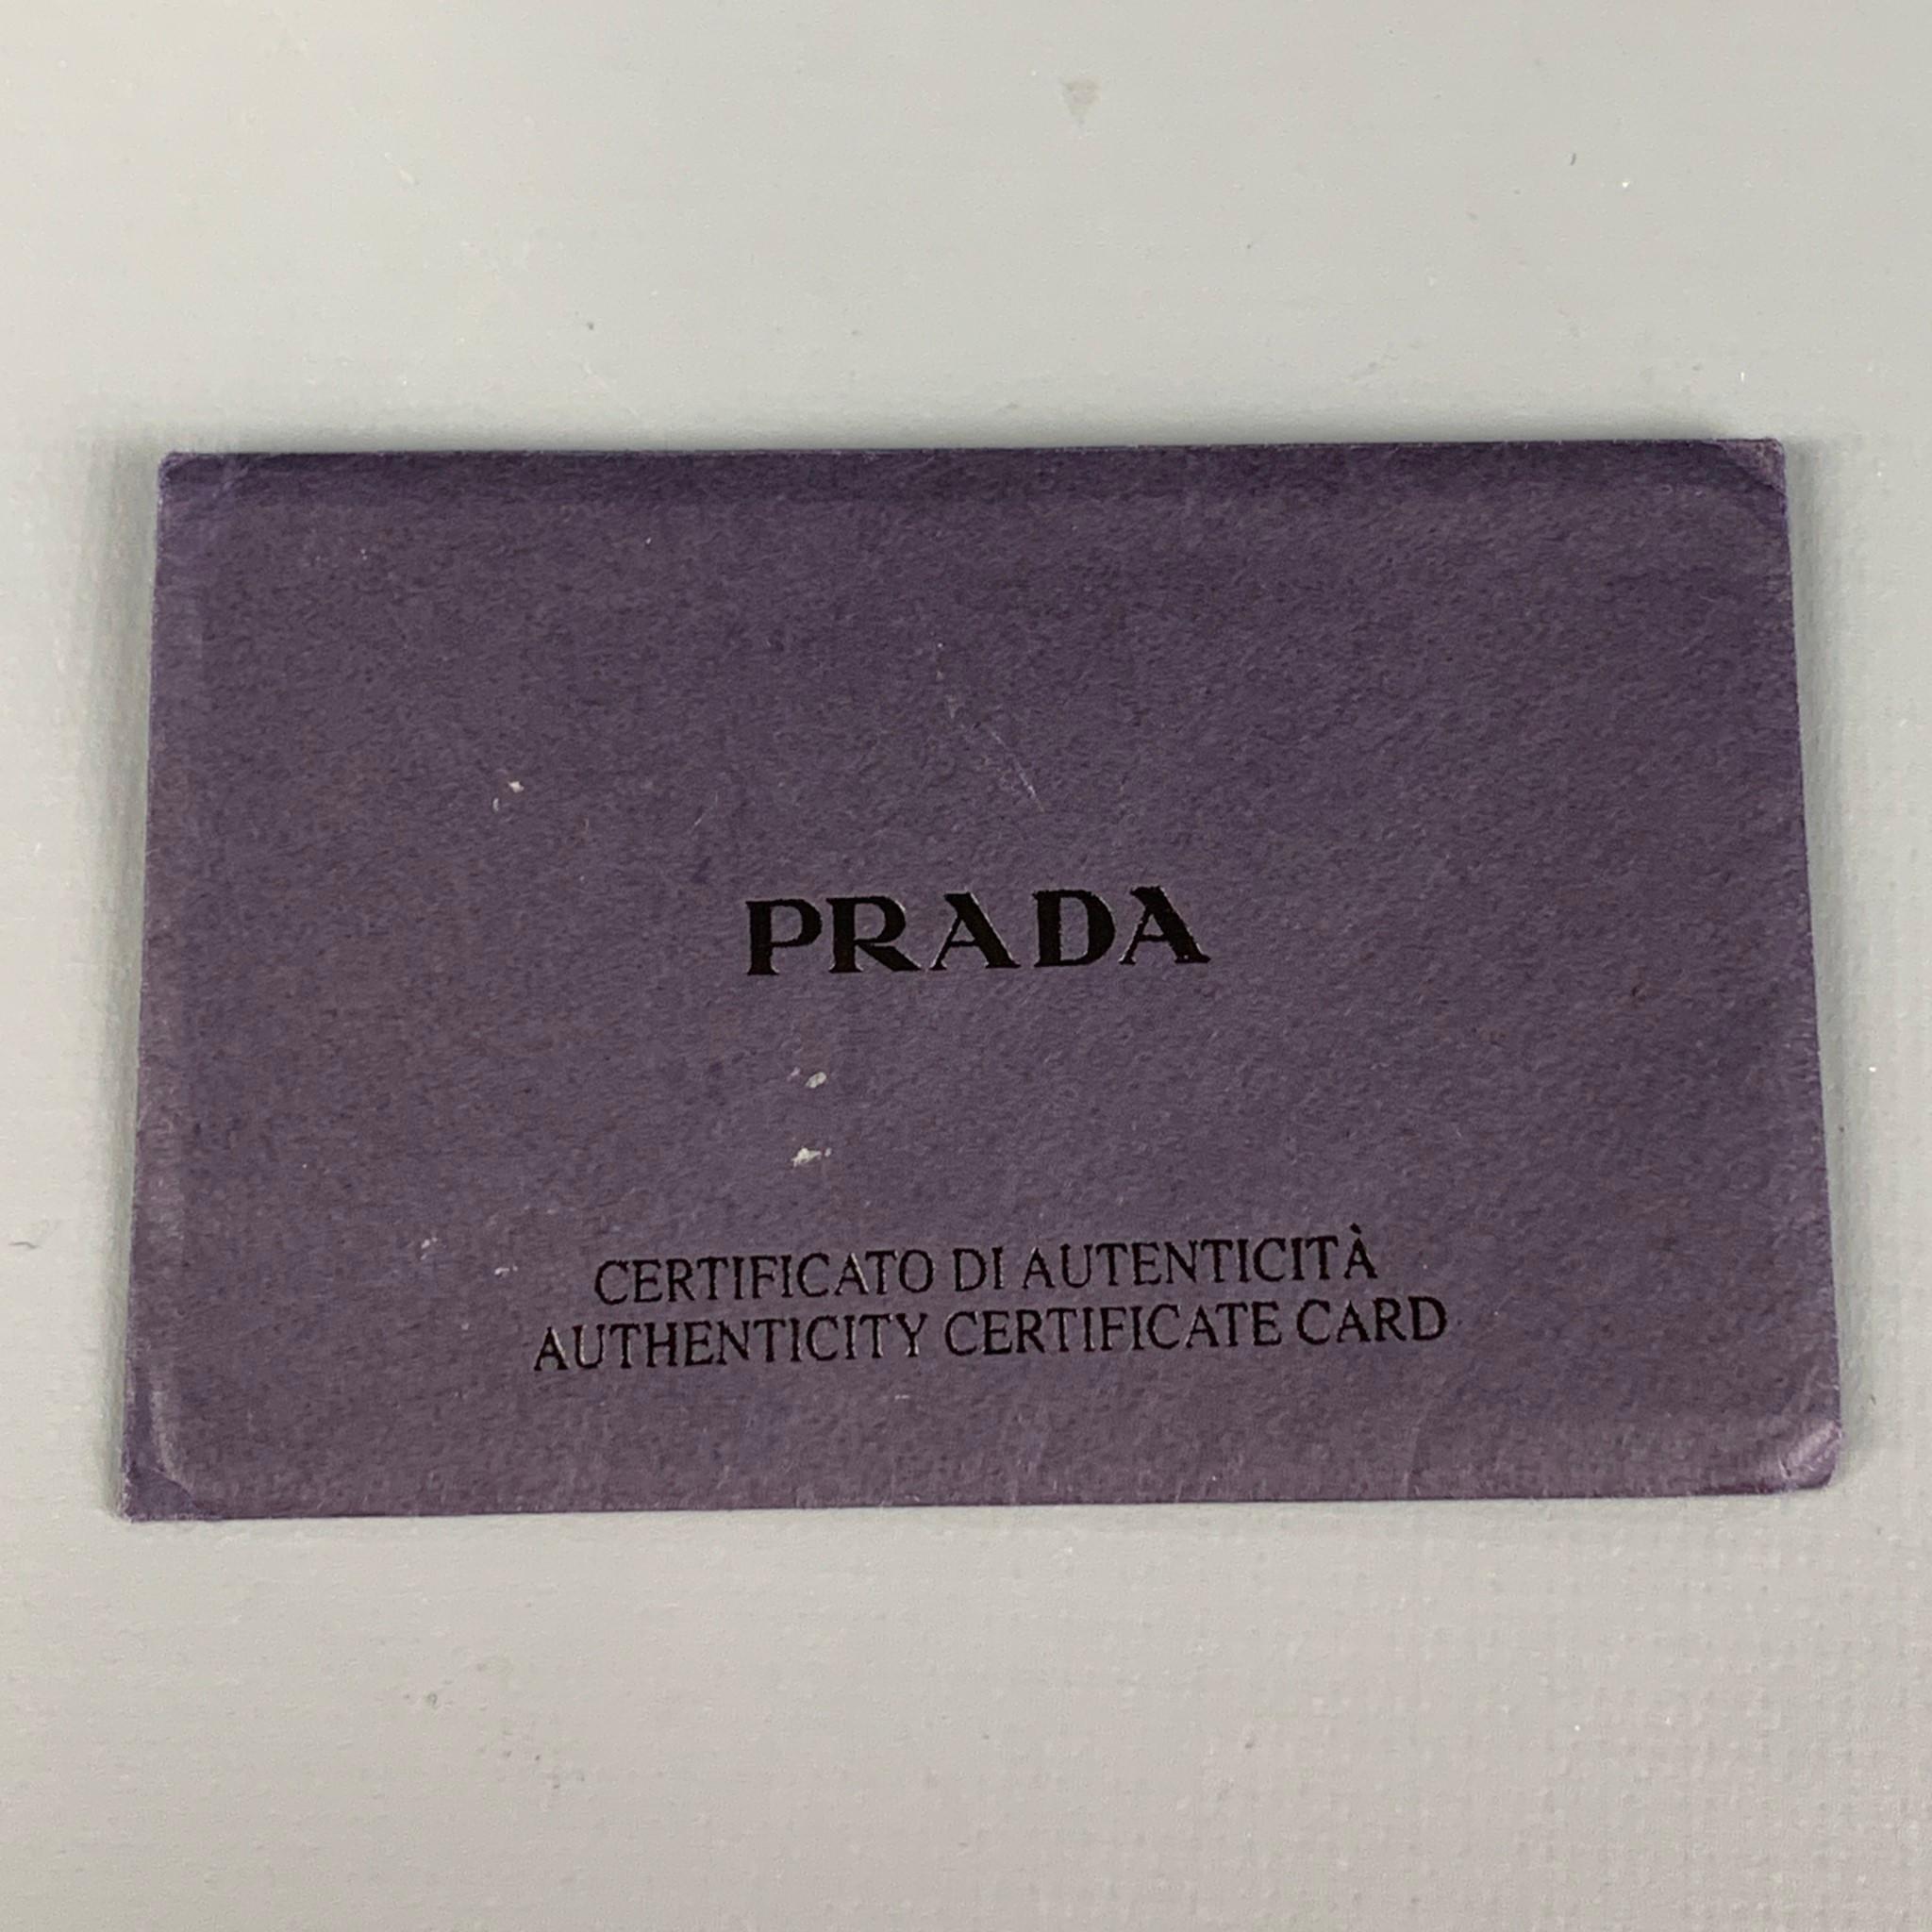 PRADA
CERTIFICATO DI AUTENTICITÀ
AUTHENTICITY CERTIFICATE CARD